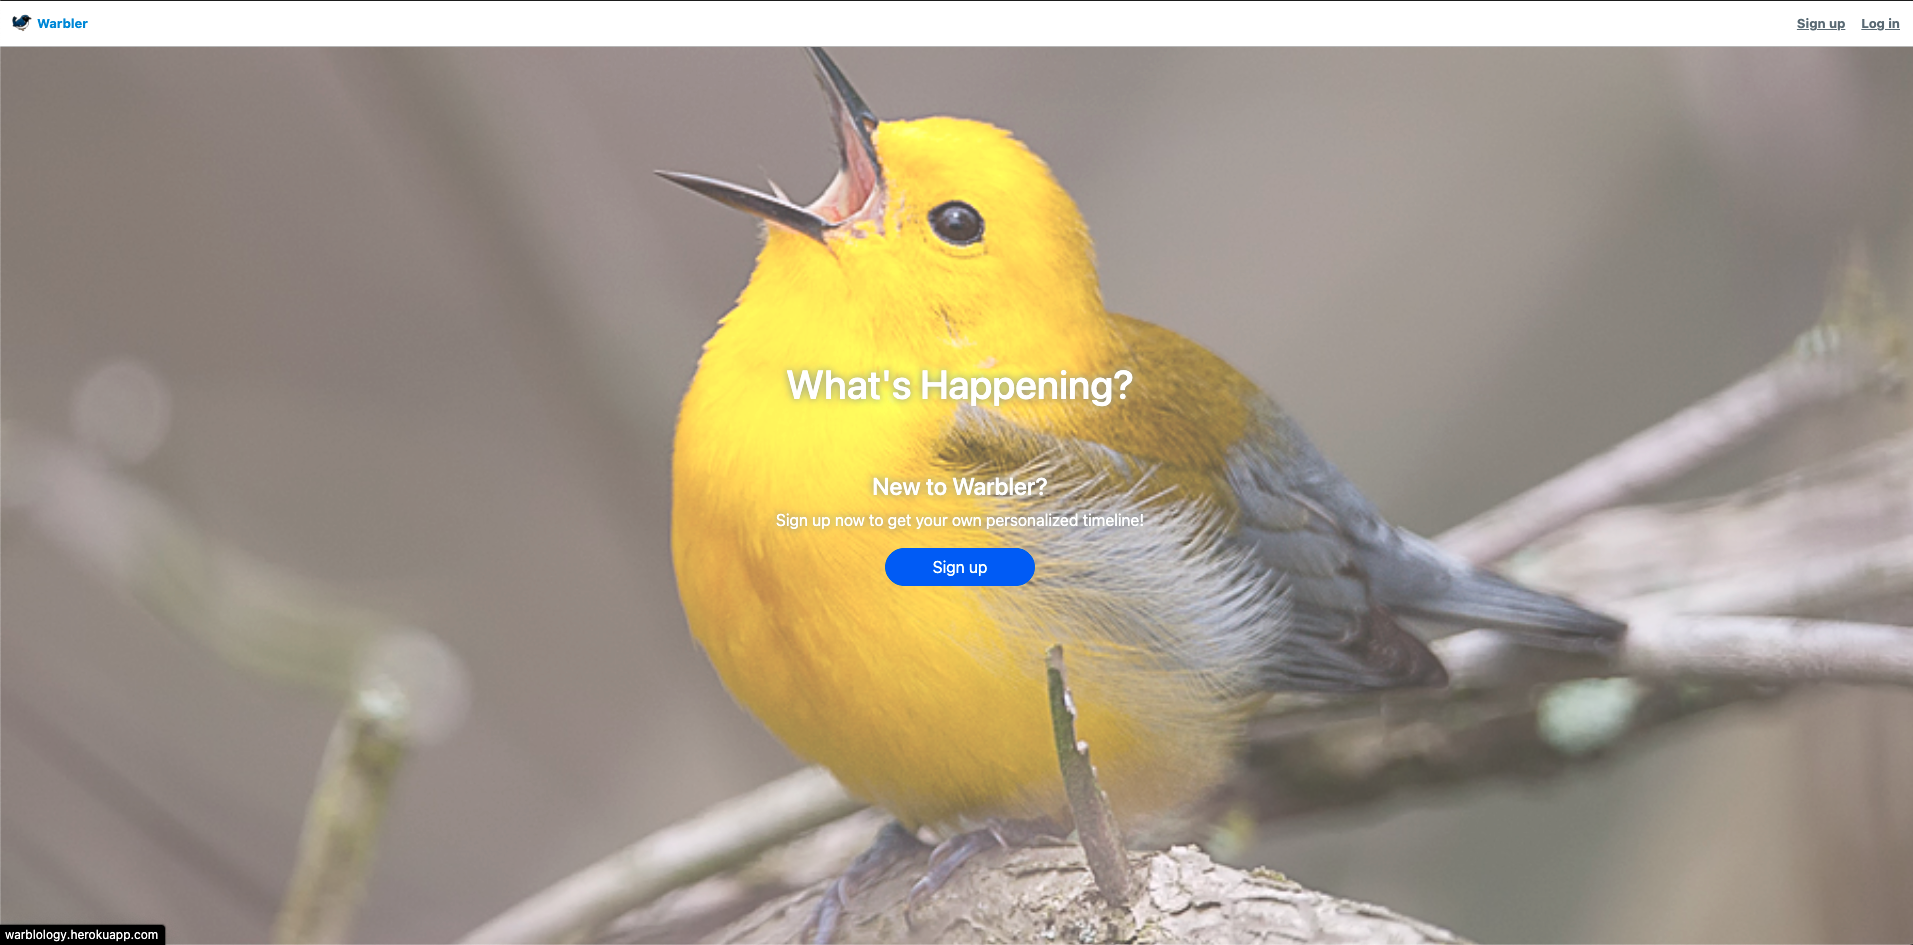 Warbler
Sign up Log in
What's Happening?
New to Warbler?
Sign up now to get your own personalized timeline!
Sign up
warblology.herokuapp.com